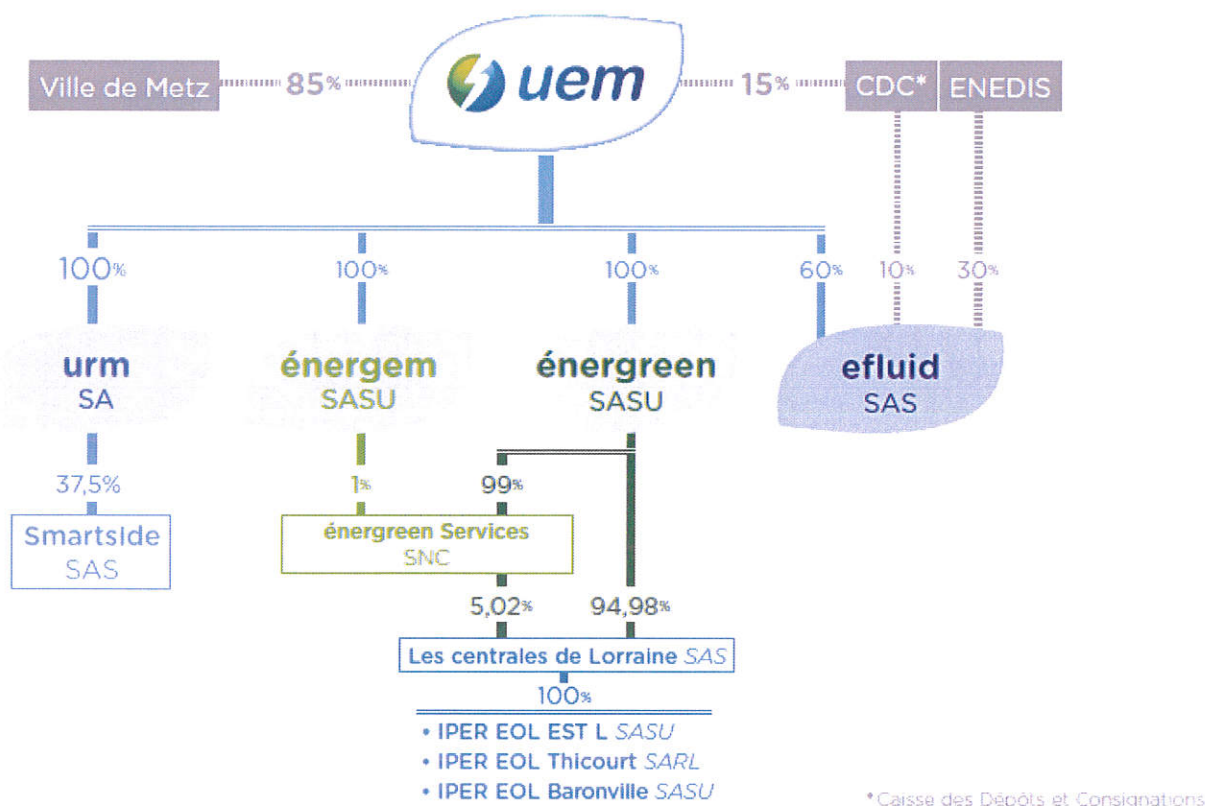 Ville de Metz 85% uem 15% CDC* ENEDIS
100% 100% 100% 60% 10% 30%
urm énergem énergreen efluid
SA SASU SASU SAS
37,5% 1% 99%
SmartsIde énergreen Services
SAS SNC
5,02% 94,98%
Les centrales de Lorraine SAS
100%
• IPER EOL EST L SASU
• IPER EOL Thicourt SARL
• IPER EOL Baronville SASU
*Caisse des Dépôts et Consignations